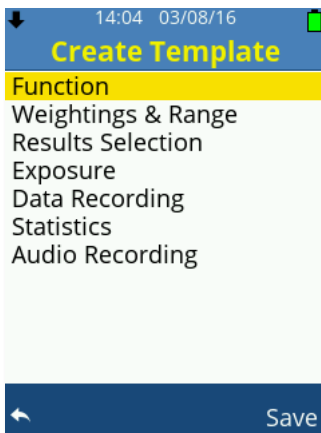 14:04 03/08/16
Create Template
Function
Weightings & Range
Results Selection
Exposure
Data Recording
Statistics
Audio Recording
Save